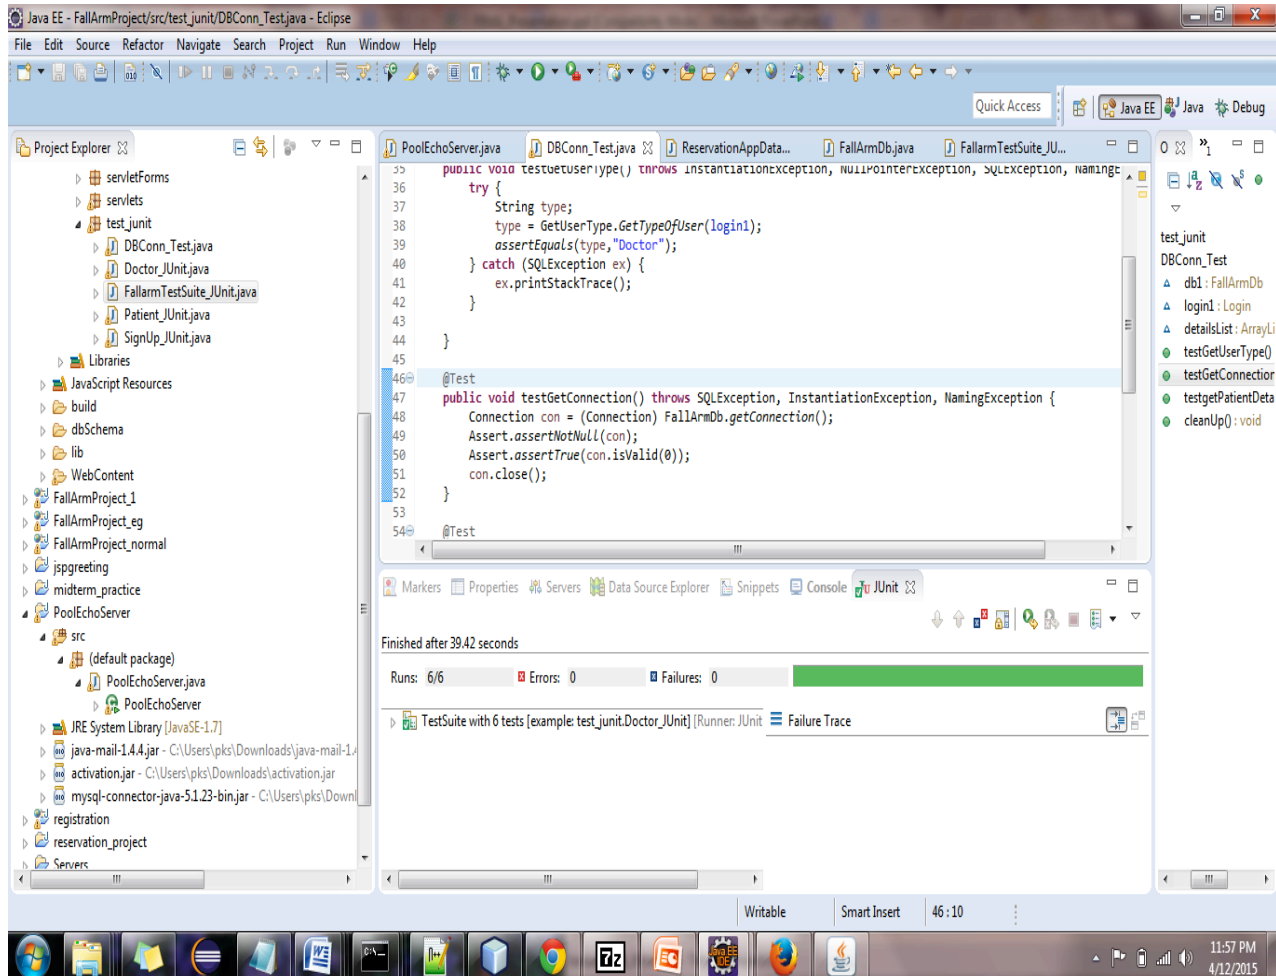 Java EE - FallArmProject/src/test_junit/DBConn_Test.java - Eclipse
File Edit Source Refactor Navigate Search Project Run Window Help
Quick Access
Java EE
Java
Debug
Project Explorer
servletForms
servlets
test_junit
DBConn_Test.java
Doctor_JUnit.java
FallarmTestSuite_JUnit.java
Patient_JUnit.java
SignUp_JUnit.java
Libraries
JavaScript Resources
build
dbSchema
lib
WebContent
FallArmProject_1
FallArmProject_eg
FallArmProject_normal
jspgreeting
midterm_practice
PoolEchoServer
src
(default package)
PoolEchoServer.java
PoolEchoServer
JRE System Library [JavaSE-1.7]
java-mail-1.4.4.jar - C:\Users\pks\Downloads\java-mail-1.4
activation.jar - C:\Users\pks\Downloads\activation.jar
mysql-connector-java-5.1.23-bin.jar - C:\Users\pks\Downl
registration
reservation_project
Servers
PoolEchoServer.java DBConn_Test.java ReservationAppData... FallArmDb.java FallarmTestSuite_JU...
35 public void testGetUserType() throws InstantiationException, NullPointerException, SQLException, NamingE
36 try {
37 String type;
38 type = GetUserType.GetTypeOfUser(login1);
39 assertEquals(type,"Doctor");
40 } catch (SQLException ex) {
41 ex.printStackTrace();
42 }
43
44 }
45
46 @Test
47 public void testGetConnection() throws SQLException, InstantiationException, NamingException {
48 Connection con = (Connection) FallArmDb.getConnection();
49 Assert.assertNotNull(con);
50 Assert.assertTrue(con.isValid(0));
51 con.close();
52 }
53
54 @Test
Markers Properties Servers Data Source Explorer Snippets Console JUnit
Finished after 39.42 seconds
Runs: 6/6 Errors: 0 Failures: 0
TestSuite with 6 tests [example: test_junit.Doctor_JUnit] [Runner: JUnit
Failure Trace
test_junit
DBConn_Test
db1 : FallArmDb
login1 : Login
detailsList : ArrayLi
testGetUserType()
testGetConnection
testgetPatientDeta
cleanUp() : void
Writable Smart Insert 46 : 10
11:57 PM
4/12/2015